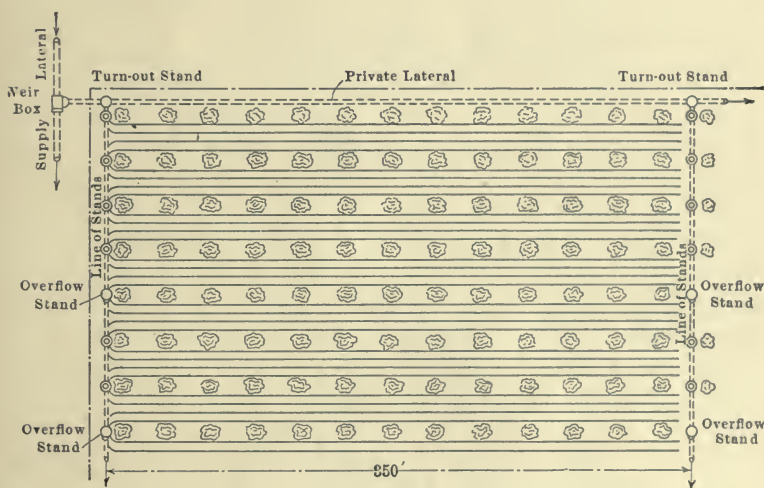 Supply Lateral
Turn-out Stand
Private Lateral
Turn-out Stand
Weir
Box
Line of Stands
Line of Stands
Overflow
Stand
Overflow
Stand
Overflow
Stand
Overflow
Stand
350'